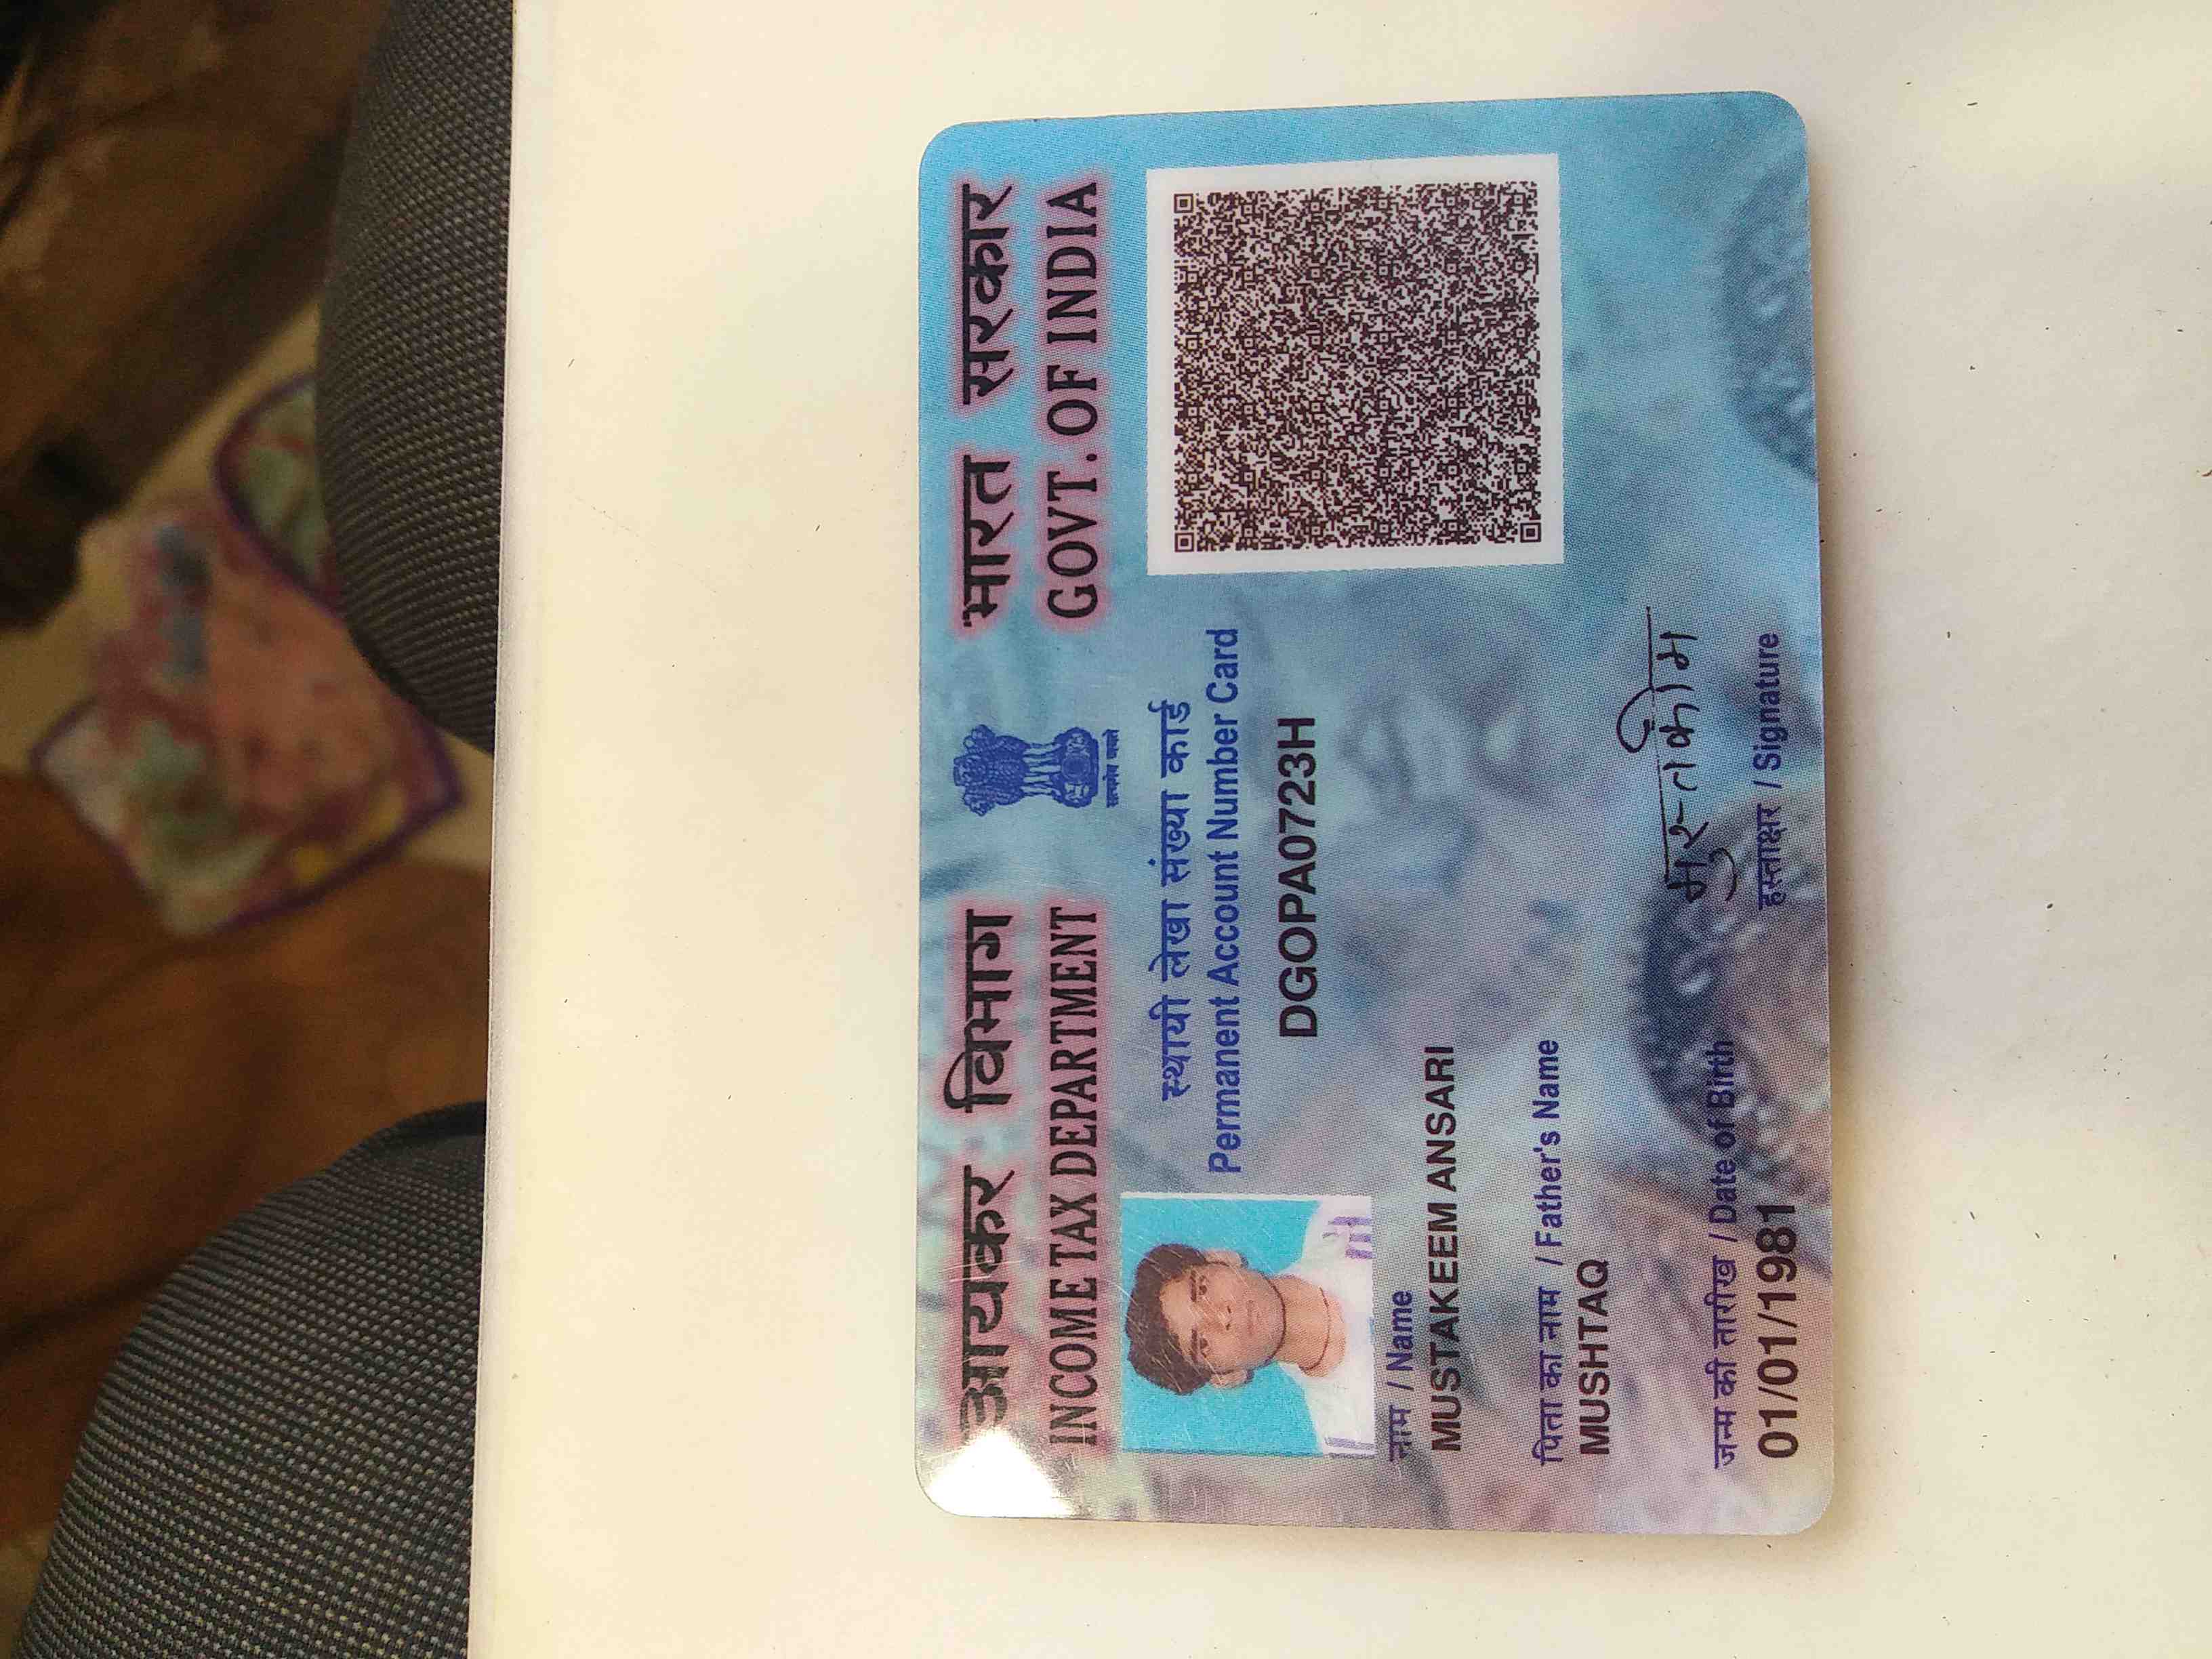 आयकर विभाग
INCOME TAX DEPARTMENT
सत्यमेव जयते
भारत सरकार
GOVT. OF INDIA
स्थायी लेखा संख्या कार्ड
Permanent Account Number Card
DGOPA0723H
नाम / Name
MUSTAKEEM ANSARI
पिता का नाम / Father's Name
MUSHTAQ
जन्म की तारीख / Date of Birth
01/01/1981
मुस्तकीम
हस्ताक्षर / Signature